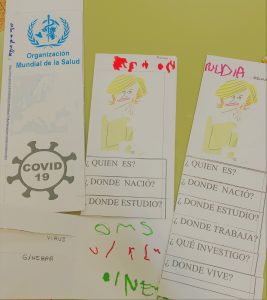 Organización
Mundial de la Salud
COVID
19
VIRUS
GINEBRA
¿ QUIEN ES?
¿ DONDE NACIÓ?
¿ DONDE ESTUDIO?
OMS
NUDIA
¿ QUIEN ES?
¿ DONDE NACIÓ?
¿ DONDE ESTUDIO?
¿ DONDE TRABAJA?
¿ QUÉ INVESTIGO?
¿ DONDE VIVE?